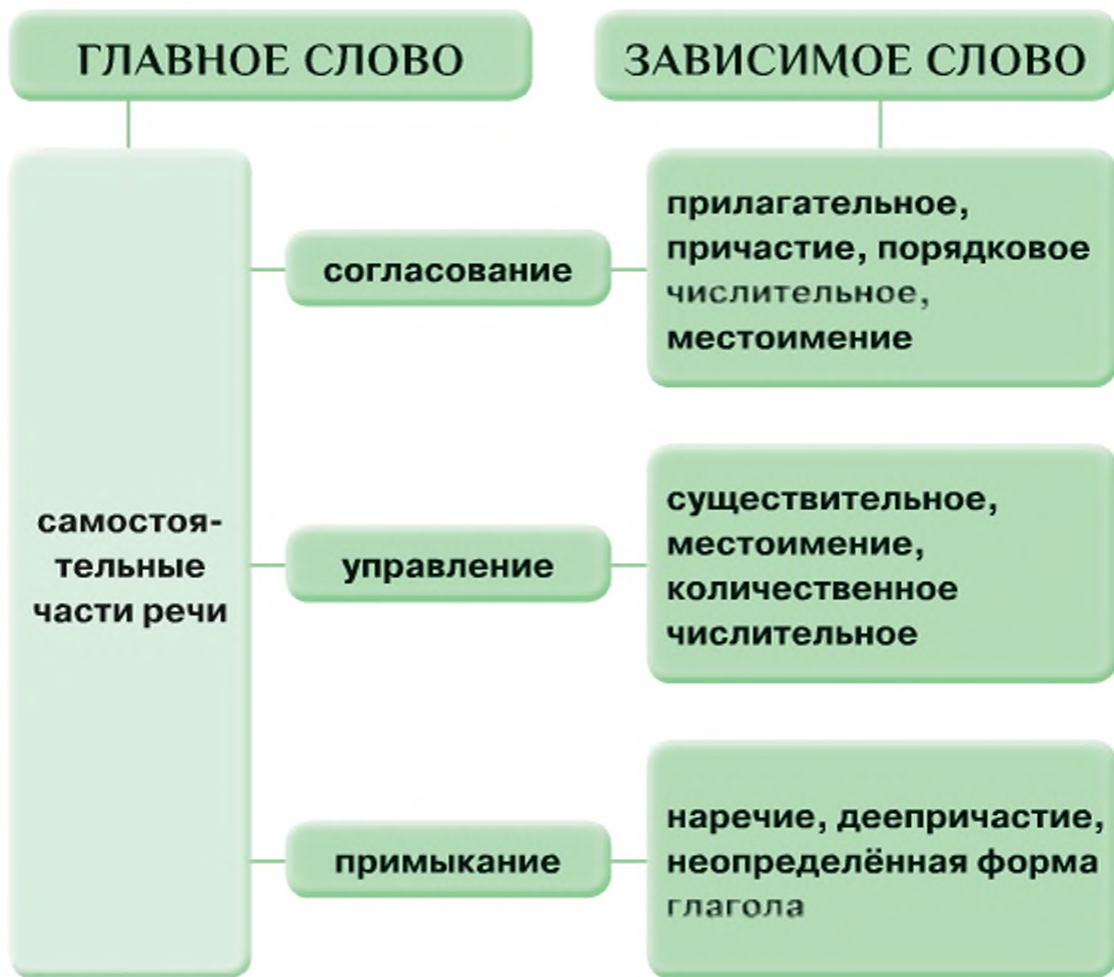 ГЛАВНОЕ СЛОВО
ЗАВИСИМОЕ СЛОВО
самостоя-
тельные
части речи
согласование
прилагательное,
причастие, порядковое
числительное,
местоимение
управление
существительное,
местоимение,
количественное
числительное
примыкание
наречие, деепричастие,
неопределённая форма
глагола